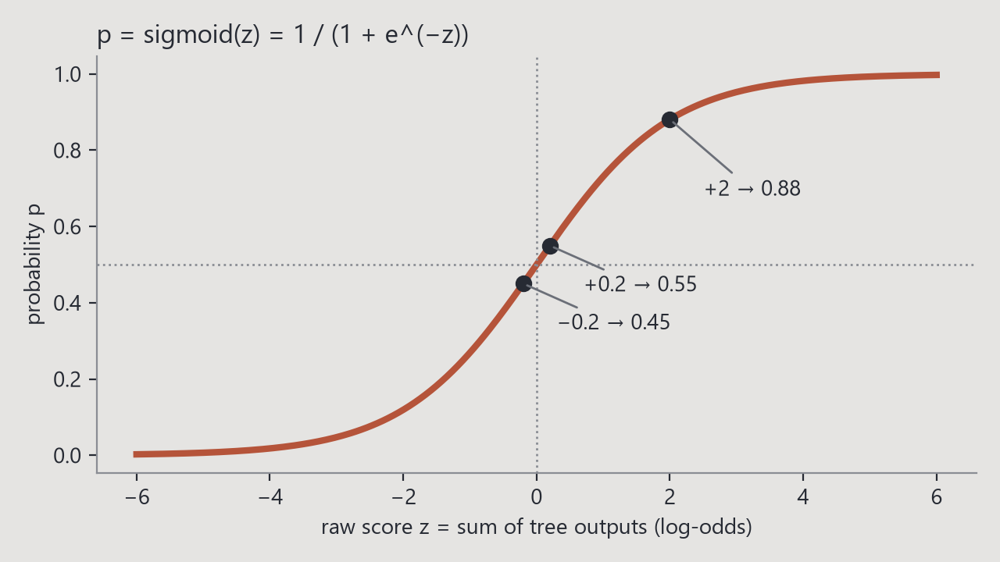 p = sigmoid(z) = 1 / (1 + e^(−z))
1.0
0.8
0.6
0.4
0.2
0.0
probability p
+2 → 0.88
+0.2 → 0.55
−0.2 → 0.45
−6
−4
−2
0
2
4
6
raw score z = sum of tree outputs (log-odds)